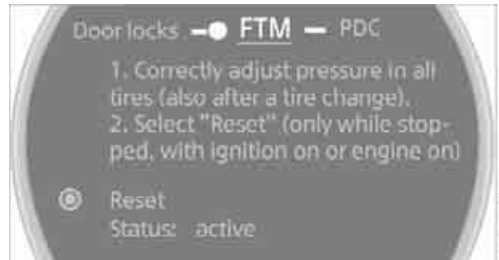 Door locks FTM PDC
1. Correctly adjust pressure in all
tires (also after a tire change).
2. Select "Reset" (only while stop-
ped, with ignition on or engine on)
Reset
Status: active